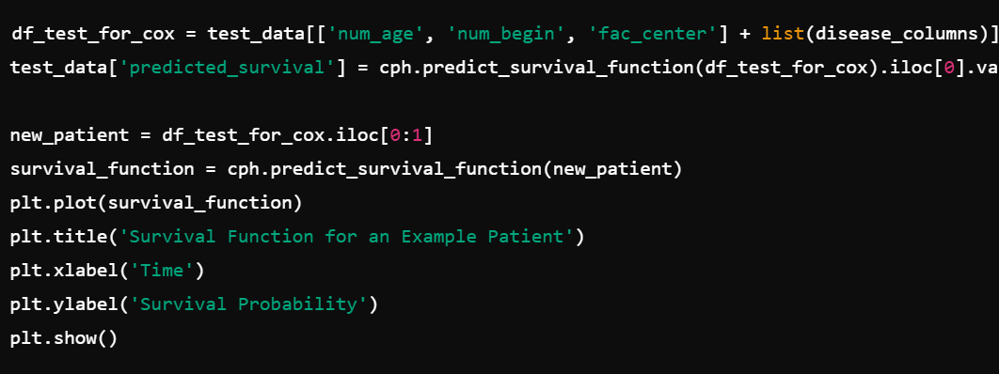 df_test_for_cox = test_data[['num_age', 'num_begin', 'fac_center'] + list(disease_columns)]
test_data['predicted_survival'] = cph.predict_survival_function(df_test_for_cox).iloc[0].va
new_patient = df_test_for_cox.iloc[0:1]
survival_function = cph.predict_survival_function(new_patient)
plt.plot(survival_function)
plt.title('Survival Function for an Example Patient')
plt.xlabel('Time')
plt.ylabel('Survival Probability')
plt.show()